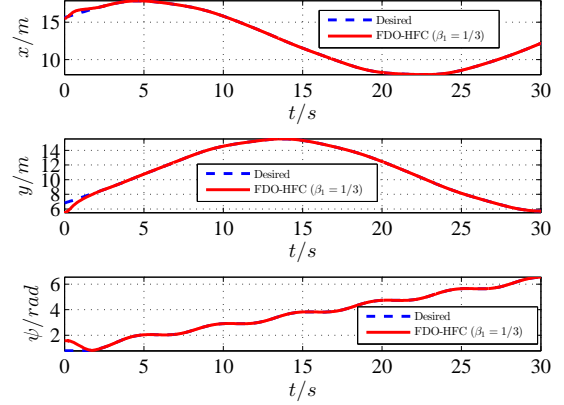 x/m
15
10
Desired
FDO-HFC (β₁ = 1/3)
0 5 10 15 20 25 30
t/s
y/m
14
12
10
8
6
Desired
FDO-HFC (β₁ = 1/3)
0 5 10 15 20 25 30
t/s
ψ/rad
6
4
2
Desired
FDO-HFC (β₁ = 1/3)
0 5 10 15 20 25 30
t/s